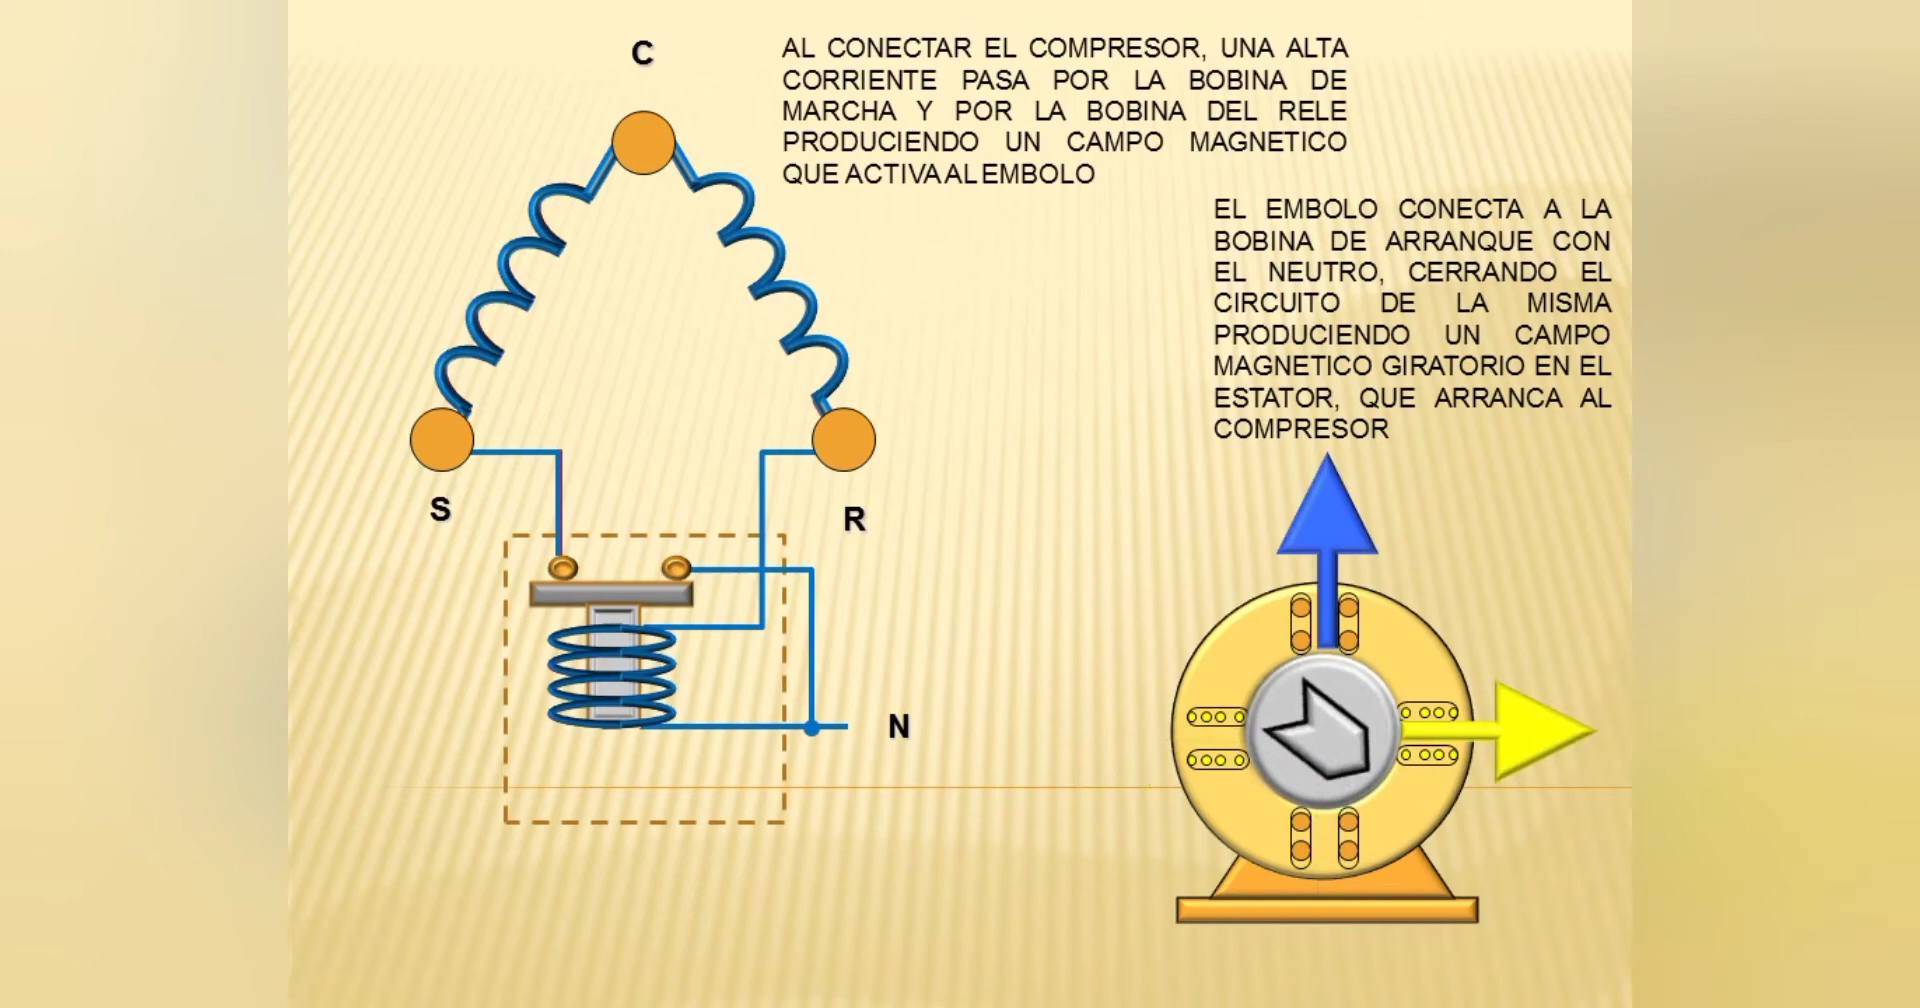 C
AL CONECTAR EL COMPRESOR, UNA ALTA
CORRIENTE PASA POR LA BOBINA DE
MARCHA Y POR LA BOBINA DEL RELE
PRODUCIENDO UN CAMPO MAGNETICO
QUE ACTIVA AL EMBOLO
EL EMBOLO CONECTA A LA
BOBINA DE ARRANQUE CON
EL NEUTRO, CERRANDO EL
CIRCUITO DE LA MISMA
PRODUCIENDO UN CAMPO
MAGNETICO GIRATORIO EN EL
ESTATOR, QUE ARRANCA AL
COMPRESOR
S
R
N